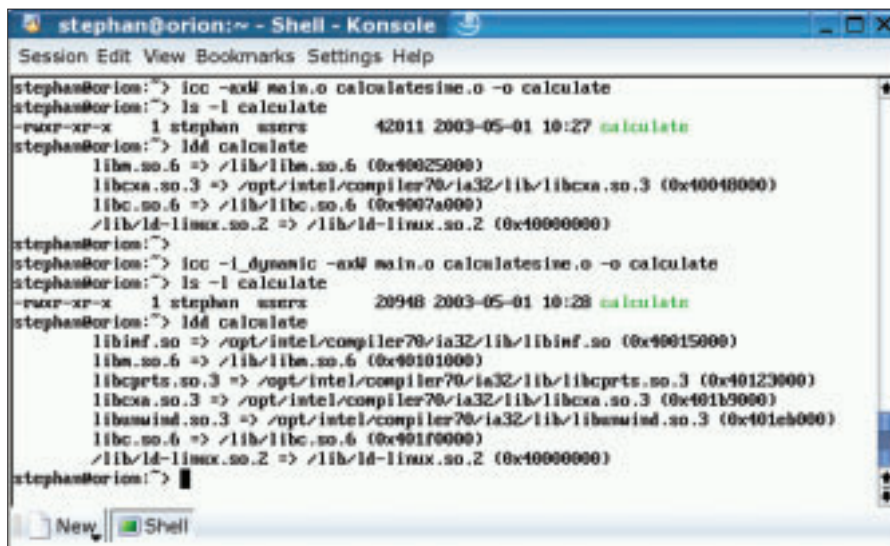 stephan@orion:~ - Shell - Konsole
Session Edit View Bookmarks Settings Help
stephan@orion:~> icc -axW main.o calculatesine.o -o calculate
stephan@orion:~> ls -l calculate
-rwxr-xr-x 1 stephan users 42011 2003-05-01 10:27 calculate
stephan@orion:~> ldd calculate
libm.so.6 => /lib/libm.so.6 (0x40025000)
libcxa.so.3 => /opt/intel/compiler70/ia32/lib/libcxa.so.3 (0x40048000)
libc.so.6 => /lib/libc.so.6 (0x4007a000)
/lib/ld-linux.so.2 => /lib/ld-linux.so.2 (0x40000000)
stephan@orion:~>
stephan@orion:~> icc -i_dynamic -axW main.o calculatesine.o -o calculate
stephan@orion:~> ls -l calculate
-rwxr-xr-x 1 stephan users 20948 2003-05-01 10:28 calculate
stephan@orion:~> ldd calculate
libimf.so => /opt/intel/compiler70/ia32/lib/libimf.so (0x40015000)
libm.so.6 => /lib/libm.so.6 (0x40101000)
libcprts.so.3 => /opt/intel/compiler70/ia32/lib/libcprts.so.3 (0x40123000)
libcxa.so.3 => /opt/intel/compiler70/ia32/lib/libcxa.so.3 (0x401b9000)
libunwind.so.3 => /opt/intel/compiler70/ia32/lib/libunwind.so.3 (0x401eb000)
libc.so.6 => /lib/libc.so.6 (0x401f0000)
/lib/ld-linux.so.2 => /lib/ld-linux.so.2 (0x40000000)
stephan@orion:~>
New Shell